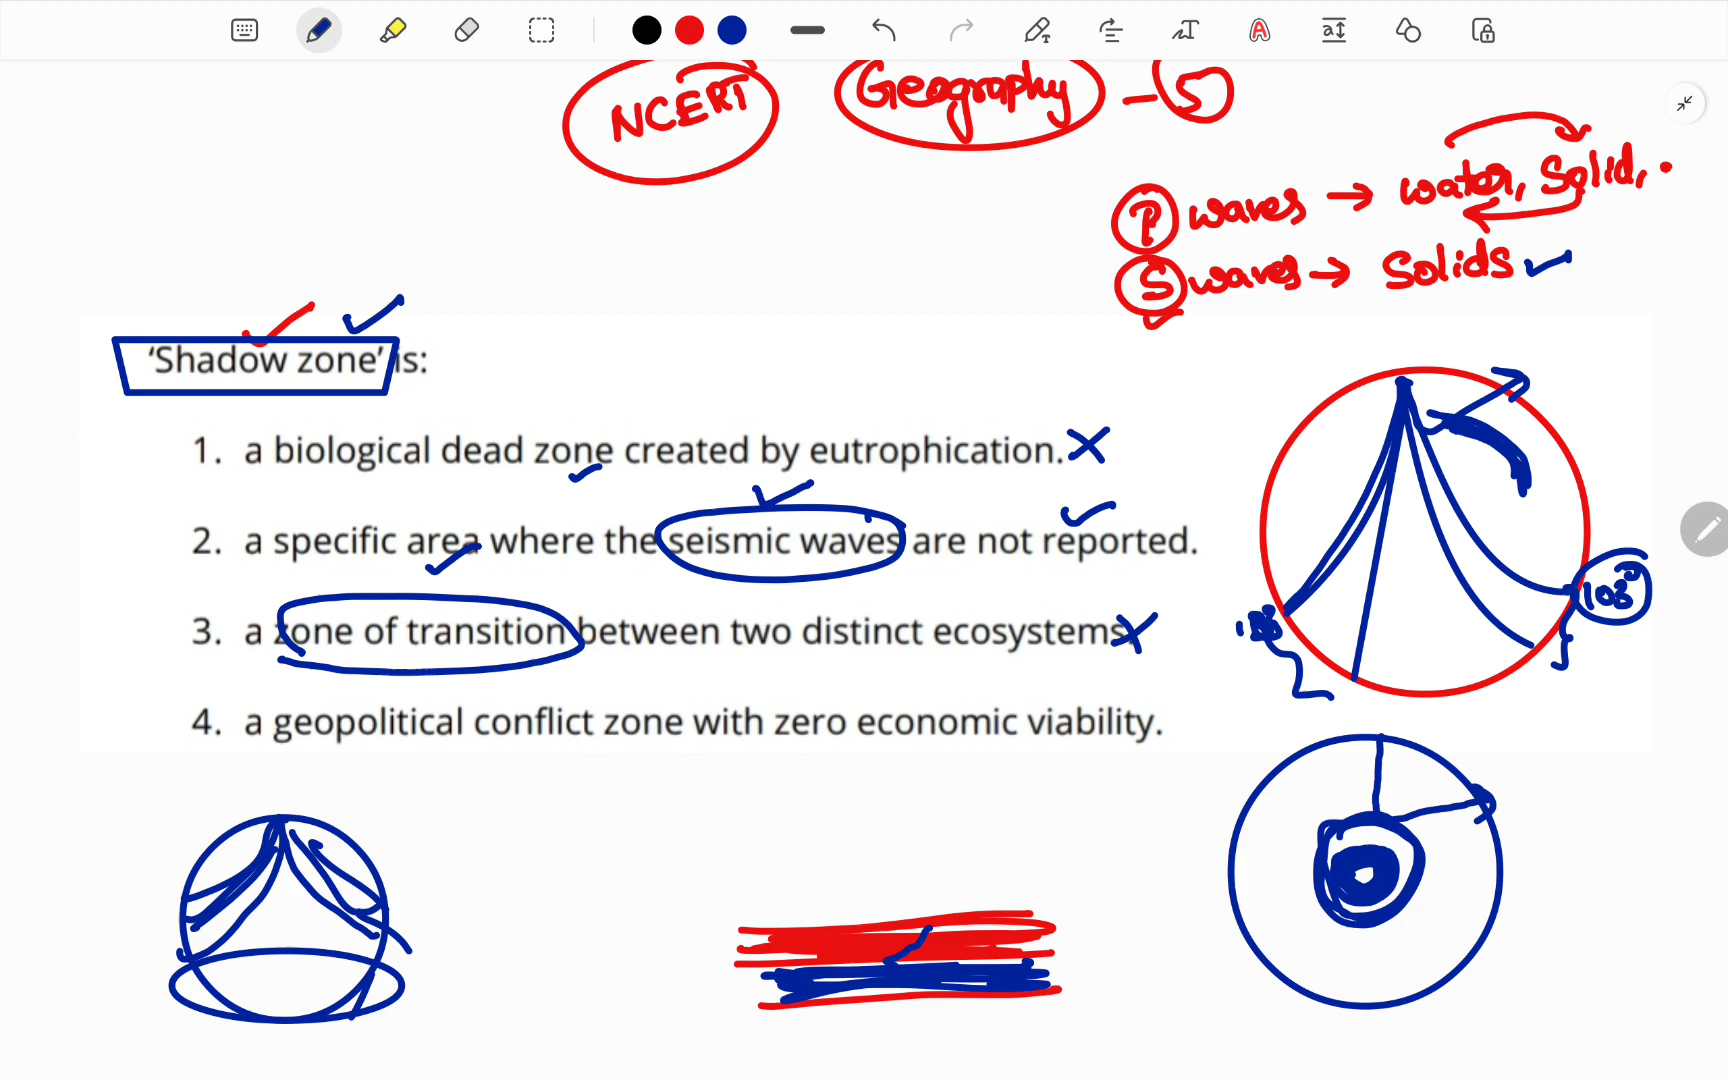 NCERT Geography - 5
P waves → water, Solid,
S waves → Solids
‘Shadow zone’ is:
1. a biological dead zone created by eutrophication.
2. a specific area where the seismic waves are not reported.
3. a zone of transition between two distinct ecosystems.
4. a geopolitical conflict zone with zero economic viability.
103